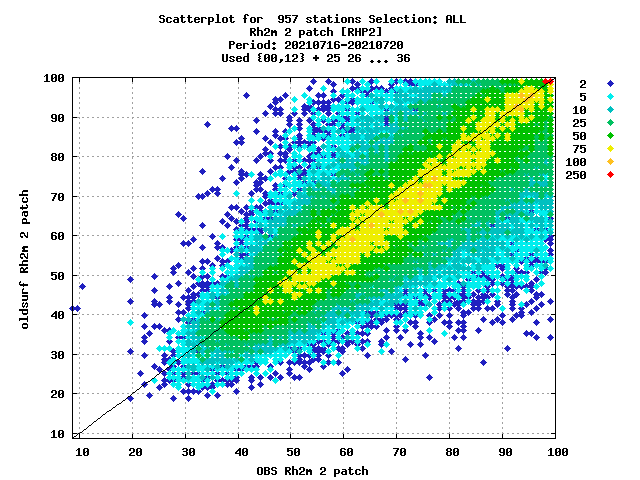 Scatterplot for  957 stations Selection: ALL
Rh2m 2 patch [RHP2]
Period: 20210716-20210720
Used {00,12} + 25 26 ... 36
100
90
80
70
60
50
40
30
20
10
oldsurf Rh2m 2 patch
10 20 30 40 50 60 70 80 90 100
OBS Rh2m 2 patch
2
5
10
25
50
75
100
250